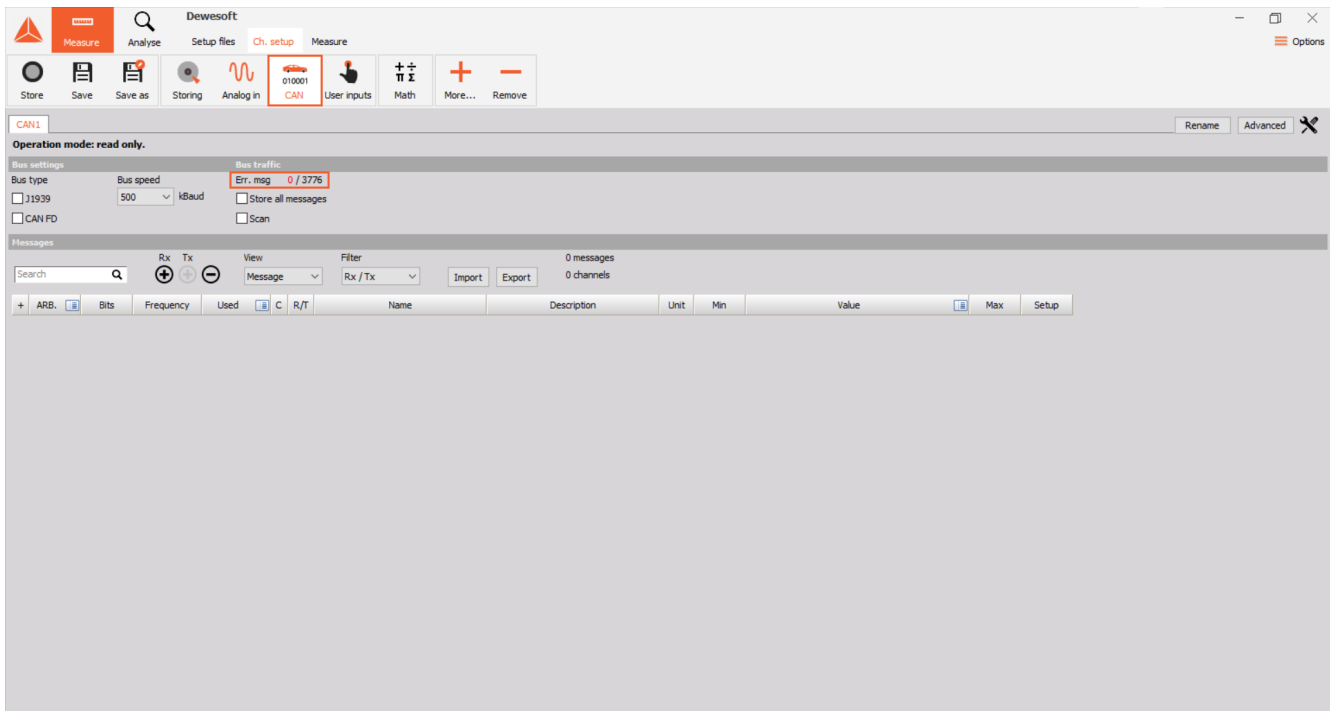 Dewesoft
Measure Analyse Setup files Ch. setup Measure Options
010001
+ ÷
π Σ
Store Save Save as Storing Analog in CAN User inputs Math More... Remove
CAN1 Rename Advanced
Operation mode: read only.
Bus settings Bus traffic
Bus type Bus speed Err. msg 0 / 3776
J1939 500 kBaud Store all messages
CAN FD Scan
Messages
Rx Tx View Filter 0 messages
Search Message Rx / Tx Import Export 0 channels
+ ARB. Bits Frequency Used C R/T Name Description Unit Min Value Max Setup